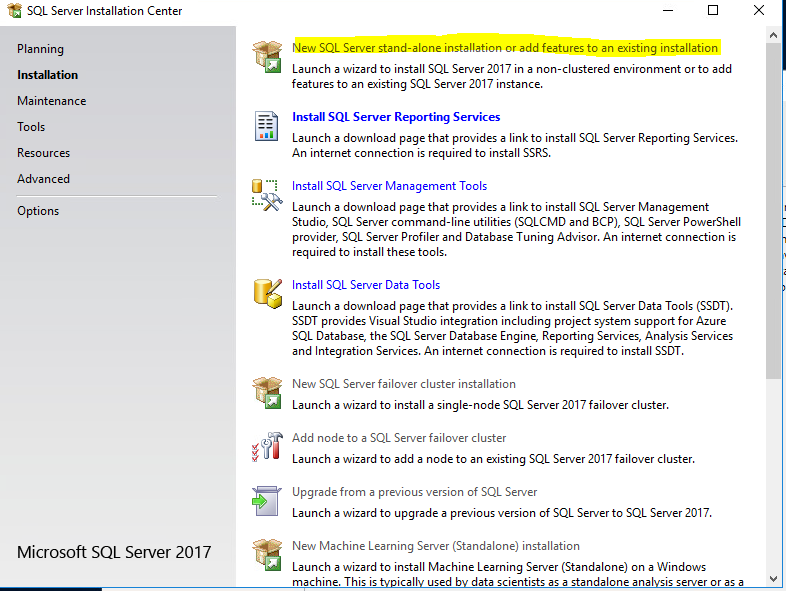 SQL Server Installation Center
Planning
Installation
Maintenance
Tools
Resources
Advanced
Options
Microsoft SQL Server 2017
New SQL Server stand-alone installation or add features to an existing installation
Launch a wizard to install SQL Server 2017 in a non-clustered environment or to add
features to an existing SQL Server 2017 instance.
Install SQL Server Reporting Services
Launch a download page that provides a link to install SQL Server Reporting Services.
An internet connection is required to install SSRS.
Install SQL Server Management Tools
Launch a download page that provides a link to install SQL Server Management
Studio, SQL Server command-line utilities (SQLCMD and BCP), SQL Server PowerShell
provider, SQL Server Profiler and Database Tuning Advisor. An internet connection is
required to install these tools.
Install SQL Server Data Tools
Launch a download page that provides a link to install SQL Server Data Tools (SSDT).
SSDT provides Visual Studio integration including project system support for Azure
SQL Database, the SQL Server Database Engine, Reporting Services, Analysis Services
and Integration Services. An internet connection is required to install SSDT.
New SQL Server failover cluster installation
Launch a wizard to install a single-node SQL Server 2017 failover cluster.
Add node to a SQL Server failover cluster
Launch a wizard to add a node to an existing SQL Server 2017 failover cluster.
Upgrade from a previous version of SQL Server
Launch a wizard to upgrade a previous version of SQL Server to SQL Server 2017.
New Machine Learning Server (Standalone) installation
Launch a wizard to install Machine Learning Server (Standalone) on a Windows
machine. This is typically used by data scientists as a standalone analysis server or as a